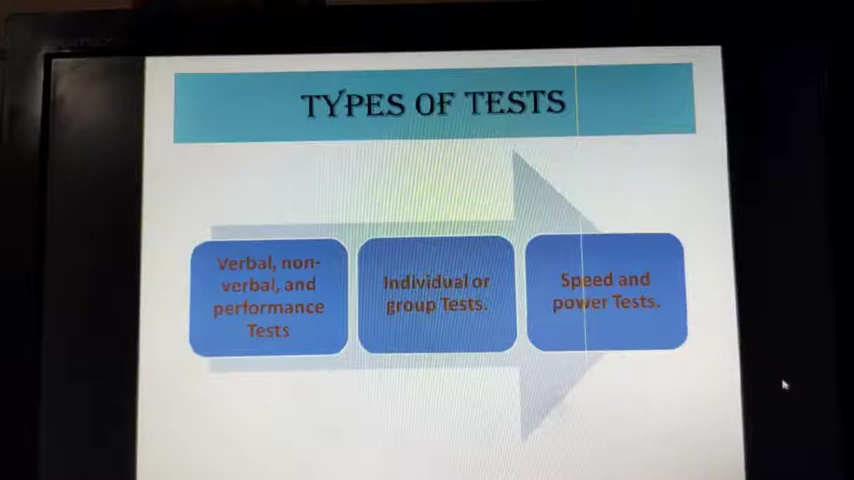 TYPES OF TESTS
Verbal, non-
verbal, and
performance
Tests
Individual or
group Tests.
Speed and
power Tests.